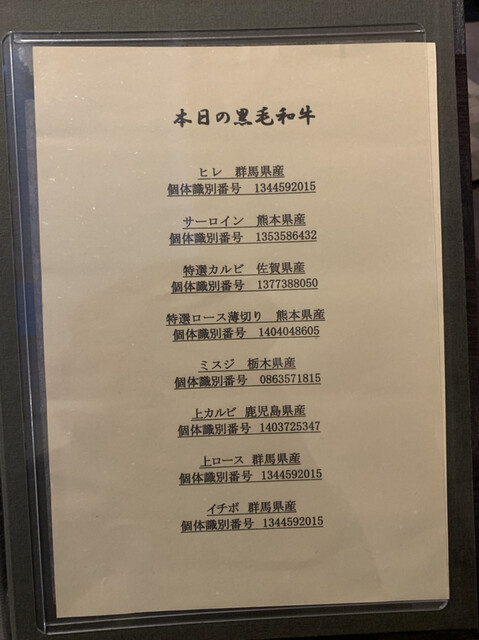 本日の黒毛和牛
ヒレ　群馬県産
個体識別番号　1344592015
サーロイン　熊本県産
個体識別番号　1353586432
特選カルビ　佐賀県産
個体識別番号　1377388050
特選ロース薄切り　熊本県産
個体識別番号　1404048605
ミスジ　栃木県産
個体識別番号　0863571815
上カルビ　鹿児島県産
個体識別番号　1403725347
上ロース　群馬県産
個体識別番号　1344592015
イチボ　群馬県産
個体識別番号　1344592015